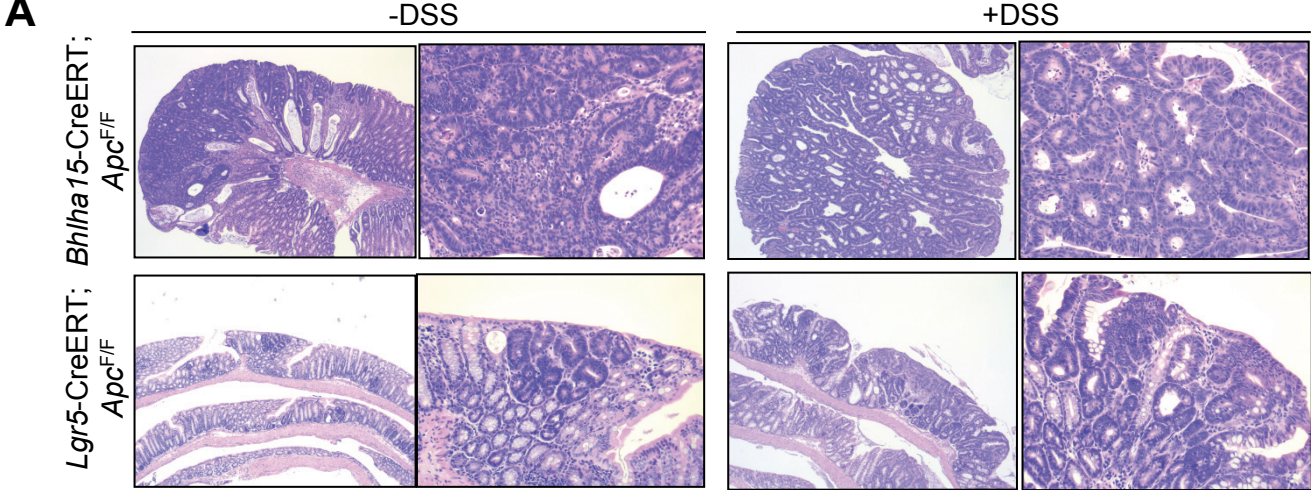 A
-DSS
+DSS
Bhlha15-CreERT;
Apc^F/F
Lgr5-CreERT;
Apc^F/F